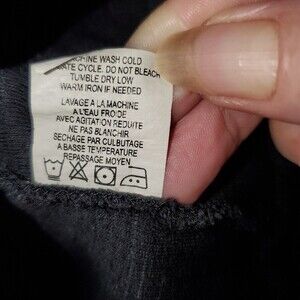 MACHINE WASH COLD
CYCLE. DO NOT BLEACH
TUMBLE DRY LOW
WARM IRON IF NEEDED
LAVAGE A LA MACHINE
A L'EAU FROIDE
AVEC AGITATION REDUITE
NE PAS BLANCHIR
SECHAGE PAR CULBUTAGE
A BASSE TEMPERATURE
REPASSAGE MOYEN